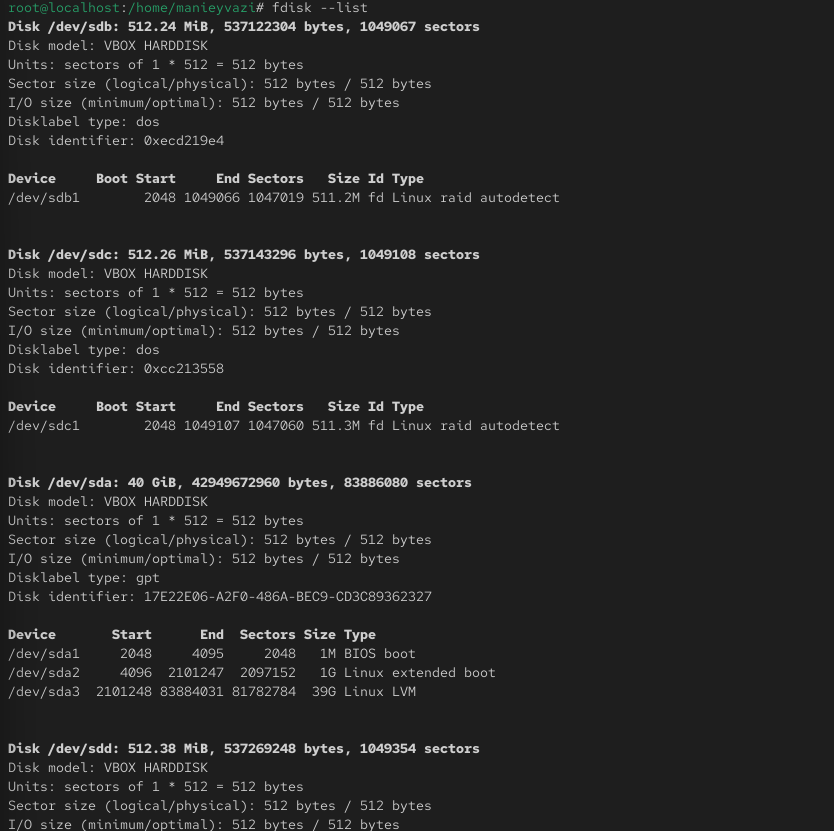 root@localhost:/home/manieyvazi# fdisk --list
Disk /dev/sdb: 512.24 MiB, 537122304 bytes, 1049067 sectors
Disk model: VBOX HARDDISK
Units: sectors of 1 * 512 = 512 bytes
Sector size (logical/physical): 512 bytes / 512 bytes
I/O size (minimum/optimal): 512 bytes / 512 bytes
Disklabel type: dos
Disk identifier: 0xecd219e4
Device     Boot Start     End Sectors   Size Id Type
/dev/sdb1        2048 1049066 1047019 511.2M fd Linux raid autodetect
Disk /dev/sdc: 512.26 MiB, 537143296 bytes, 1049108 sectors
Disk model: VBOX HARDDISK
Units: sectors of 1 * 512 = 512 bytes
Sector size (logical/physical): 512 bytes / 512 bytes
I/O size (minimum/optimal): 512 bytes / 512 bytes
Disklabel type: dos
Disk identifier: 0xcc213558
Device     Boot Start     End Sectors   Size Id Type
/dev/sdc1        2048 1049107 1047060 511.3M fd Linux raid autodetect
Disk /dev/sda: 40 GiB, 42949672960 bytes, 83886080 sectors
Disk model: VBOX HARDDISK
Units: sectors of 1 * 512 = 512 bytes
Sector size (logical/physical): 512 bytes / 512 bytes
I/O size (minimum/optimal): 512 bytes / 512 bytes
Disklabel type: gpt
Disk identifier: 17E22E06-A2F0-486A-BEC9-CD3C89362327
Device       Start      End  Sectors Size Type
/dev/sda1     2048     4095     2048   1M BIOS boot
/dev/sda2     4096  2101247  2097152   1G Linux extended boot
/dev/sda3  2101248 83884031 81782784  39G Linux LVM
Disk /dev/sdd: 512.38 MiB, 537269248 bytes, 1049354 sectors
Disk model: VBOX HARDDISK
Units: sectors of 1 * 512 = 512 bytes
Sector size (logical/physical): 512 bytes / 512 bytes
I/O size (minimum/optimal): 512 bytes / 512 bytes